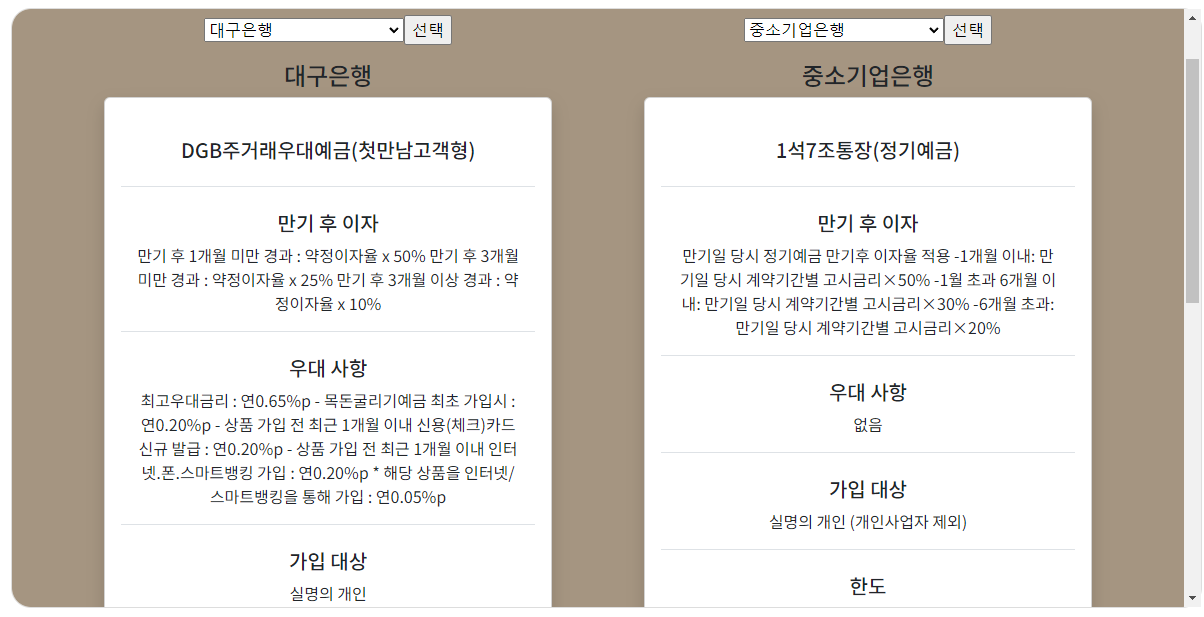 대구은행 선택
대구은행
DGB주거래우대예금(첫만남고객형)
만기 후 이자
만기 후 1개월 미만 경과 : 약정이자율 x 50% 만기 후 3개월
미만 경과 : 약정이자율 x 25% 만기 후 3개월 이상 경과 : 약
정이자율 x 10%
우대 사항
최고우대금리 : 연0.65%p - 목돈굴리기예금 최초 가입시 :
연0.20%p - 상품 가입 전 최근 1개월 이내 신용(체크)카드
신규 발급 : 연0.20%p - 상품 가입 전 최근 1개월 이내 인터
넷.폰.스마트뱅킹 가입 : 연0.20%p * 해당 상품을 인터넷/
스마트뱅킹을 통해 가입 : 연0.05%p
가입 대상
실명의 개인
중소기업은행 선택
중소기업은행
1석7조통장(정기예금)
만기 후 이자
만기일 당시 정기예금 만기후 이자율 적용 -1개월 이내: 만
기일 당시 계약기간별 고시금리×50% -1월 초과 6개월 이
내: 만기일 당시 계약기간별 고시금리×30% -6개월 초과:
만기일 당시 계약기간별 고시금리×20%
우대 사항
없음
가입 대상
실명의 개인 (개인사업자 제외)
한도